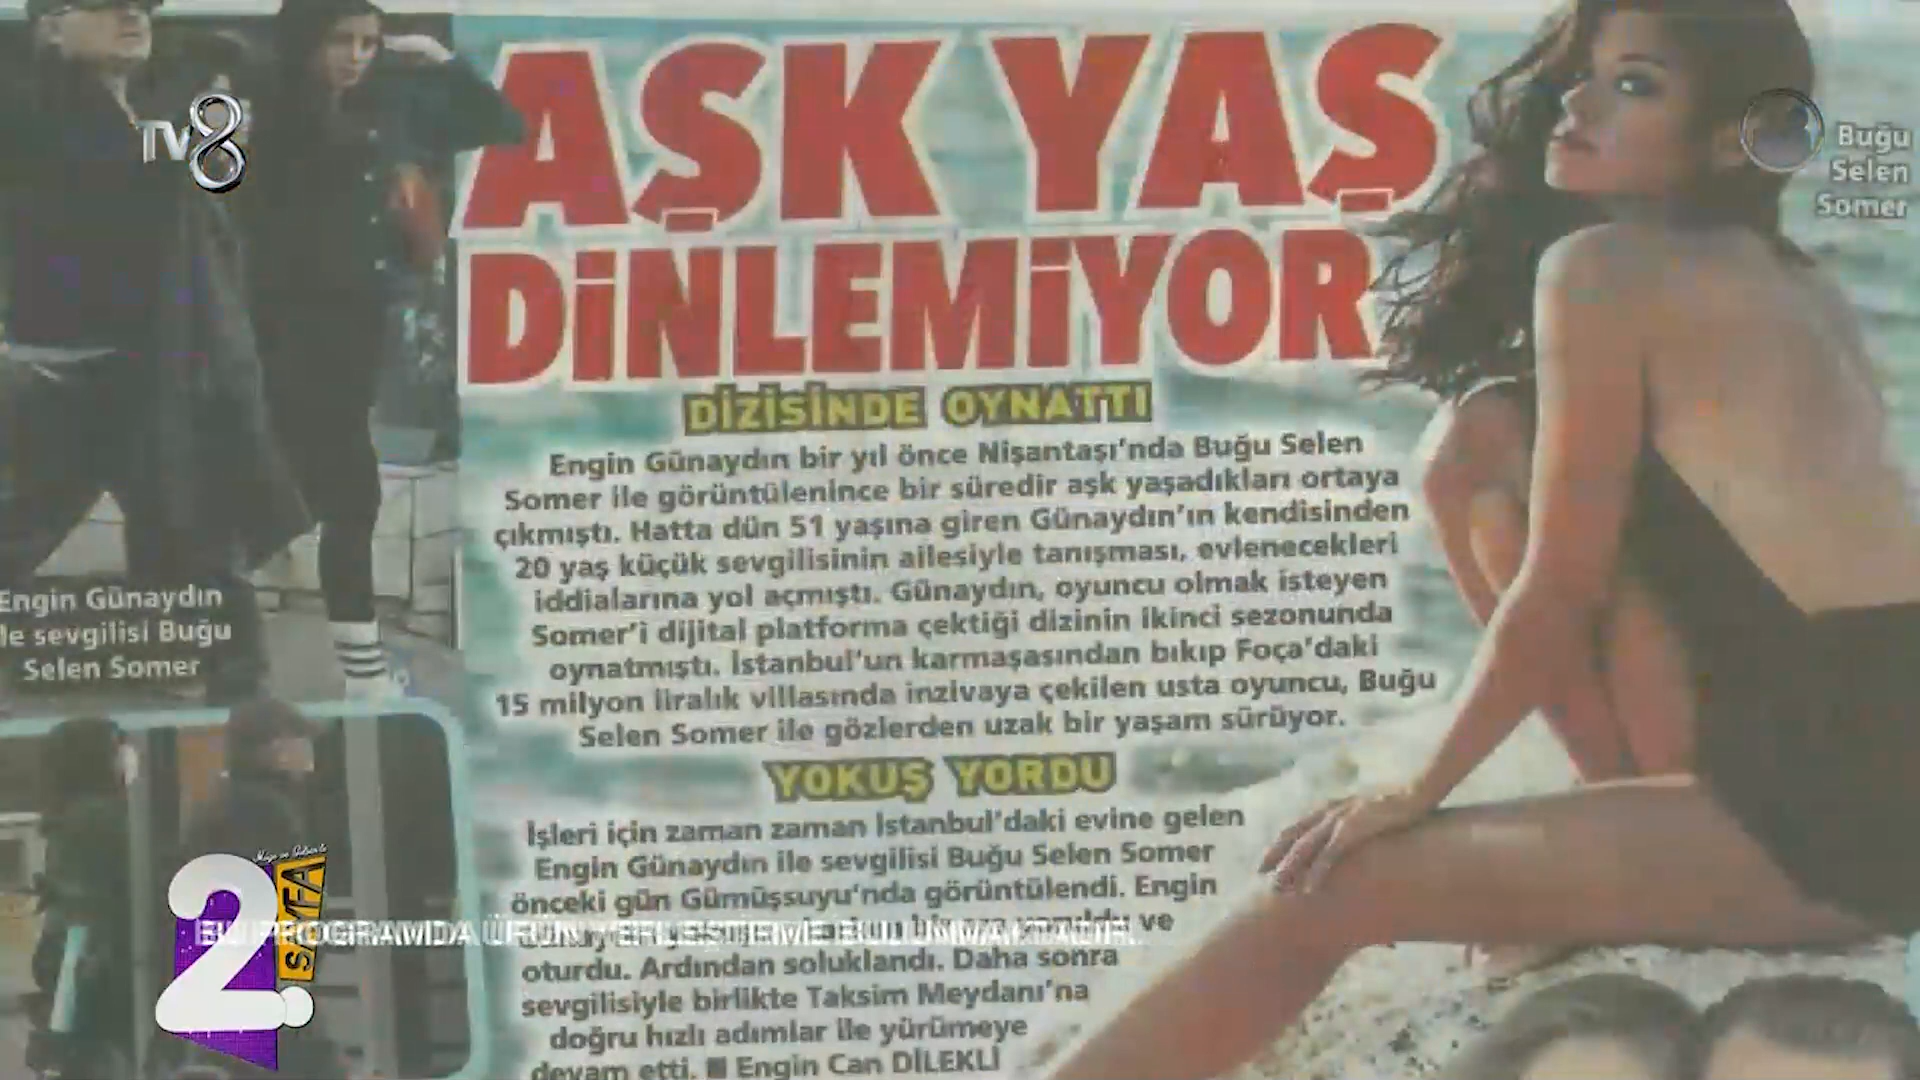 TV8
AŞK YAŞ
DİNLEMİYOR
Buğu
Selen
Somer
DİZİSİNDE OYNATTI
Engin Günaydın bir yıl önce Nişantaşı'nda Buğu Selen
Somer ile görüntülenince bir süredir aşk yaşadıkları ortaya
çıkmıştı. Hatta dün 51 yaşına giren Günaydın'ın kendisinden
20 yaş küçük sevgilisinin ailesiyle tanışması, evlenecekleri
iddialarına yol açmıştı. Günaydın, oyuncu olmak isteyen
Somer'i dijital platforma çektiği dizinin ikinci sezonunda
oynatmıştı. İstanbul'un karmaşasından bıkıp Foça'daki
15 milyon liralık villasında inzivaya çekilen usta oyuncu, Buğu
Selen Somer ile gözlerden uzak bir yaşam sürüyor.
Engin Günaydın
le sevgilisi Buğu
Selen Somer
YOKUŞ YORDU
İşleri için zaman zaman İstanbul'daki evine gelen
Engin Günaydın ile sevgilisi Buğu Selen Somer
önceki gün Gümüşsuyu'nda görüntülendi. Engin
ve
oturdu. Ardından soluklandı. Daha sonra
sevgilisiyle birlikte Taksim Meydanı'na
doğru hızlı adımlar ile yürümeye
devam etti. ■ Engin Can DİLEKLİ
2. SAYFA
BU PROGRAMDA ÜRÜN YERLEŞTİRME BULUNMAKTADIR.